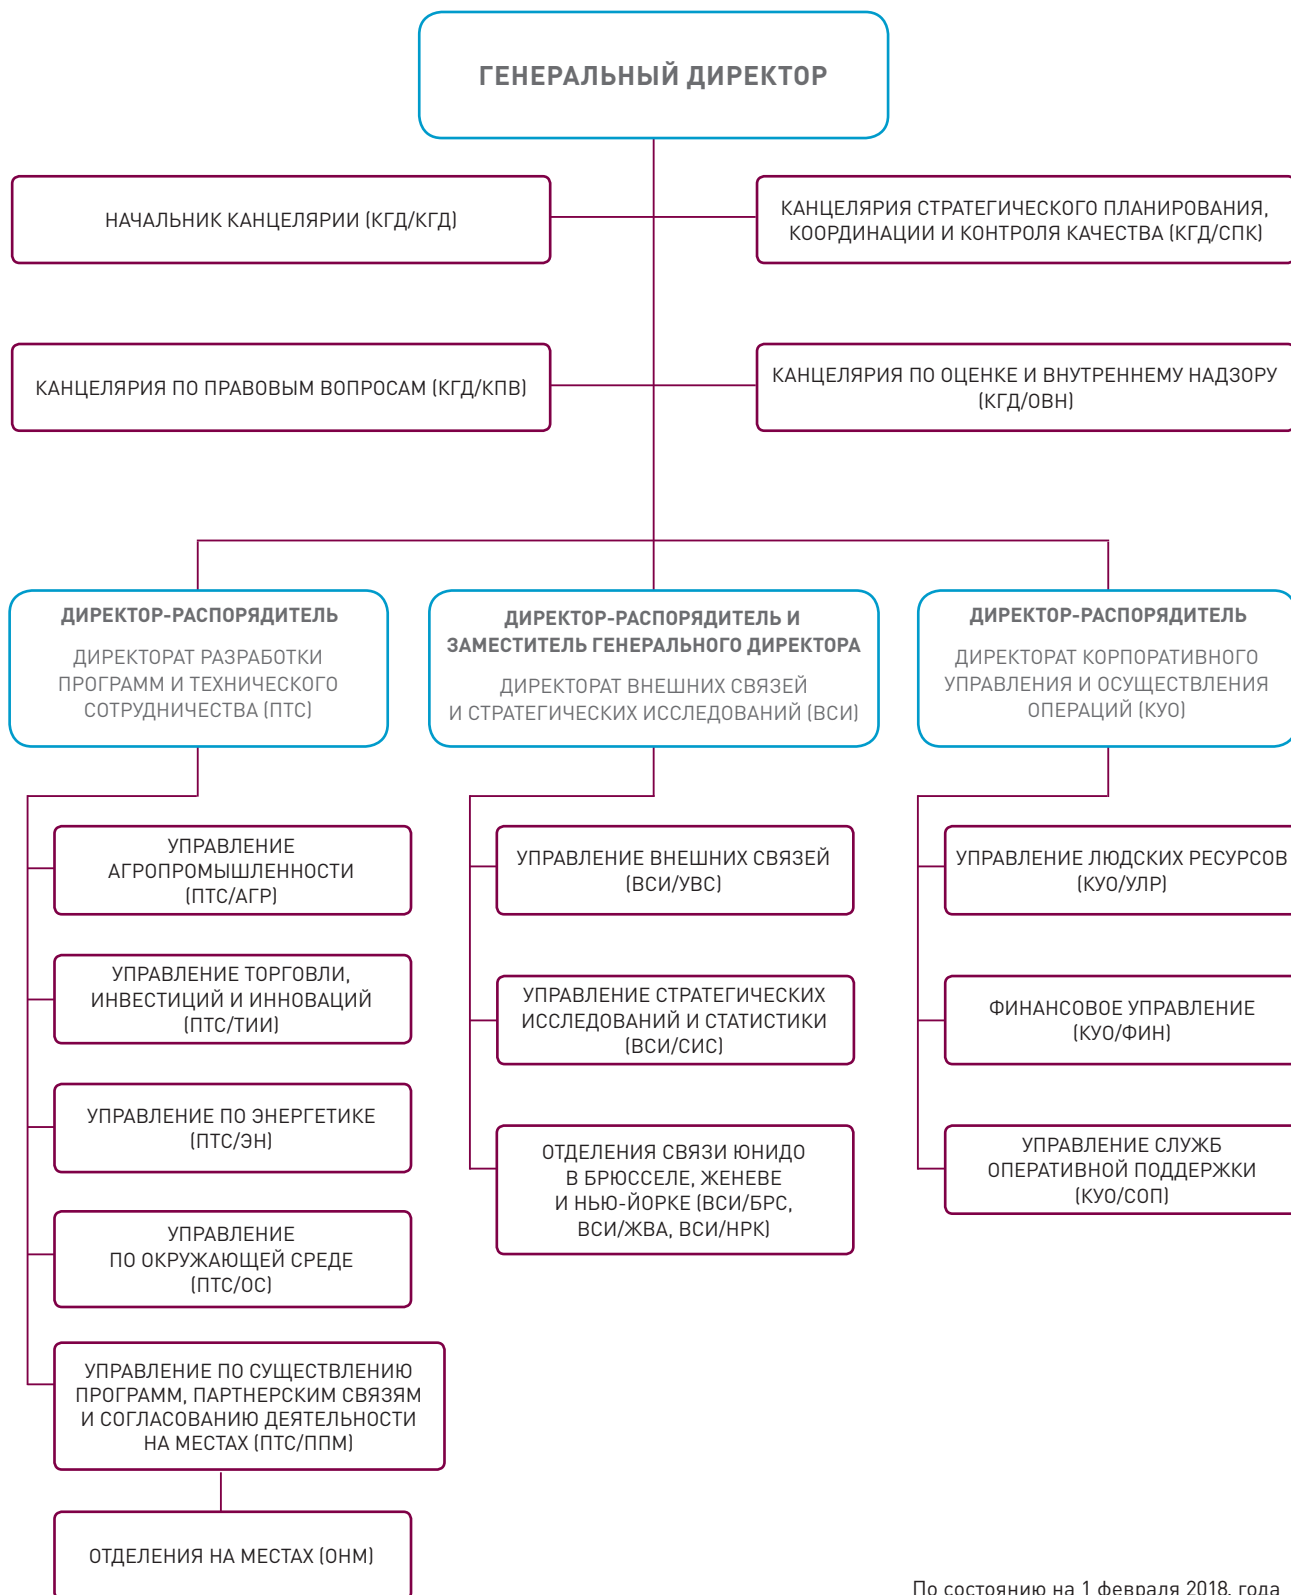 ГЕНЕРАЛЬНЫЙ ДИРЕКТОР
НАЧАЛЬНИК КАНЦЕЛЯРИИ (КГД/КГД)
КАНЦЕЛЯРИЯ СТРАТЕГИЧЕСКОГО ПЛАНИРОВАНИЯ,
КООРДИНАЦИИ И КОНТРОЛЯ КАЧЕСТВА (КГД/СПК)
КАНЦЕЛЯРИЯ ПО ПРАВОВЫМ ВОПРОСАМ (КГД/КПВ)
КАНЦЕЛЯРИЯ ПО ОЦЕНКЕ И ВНУТРЕННЕМУ НАДЗОРУ
(КГД/ОВН)
ДИРЕКТОР-РАСПОРЯДИТЕЛЬ
ДИРЕКТОРАТ РАЗРАБОТКИ
ПРОГРАММ И ТЕХНИЧЕСКОГО
СОТРУДНИЧЕСТВА (ПТС)
ДИРЕКТОР-РАСПОРЯДИТЕЛЬ И
ЗАМЕСТИТЕЛЬ ГЕНЕРАЛЬНОГО ДИРЕКТОРА
ДИРЕКТОРАТ ВНЕШНИХ СВЯЗЕЙ
И СТРАТЕГИЧЕСКИХ ИССЛЕДОВАНИЙ (ВСИ)
ДИРЕКТОР-РАСПОРЯДИТЕЛЬ
ДИРЕКТОРАТ КОРПОРАТИВНОГО
УПРАВЛЕНИЯ И ОСУЩЕСТВЛЕНИЯ
ОПЕРАЦИЙ (КУО)
УПРАВЛЕНИЕ
АГРОПРОМЫШЛЕННОСТИ
(ПТС/АГР)
УПРАВЛЕНИЕ ТОРГОВЛИ,
ИНВЕСТИЦИЙ И ИННОВАЦИЙ
(ПТС/ТИИ)
УПРАВЛЕНИЕ ПО ЭНЕРГЕТИКЕ
(ПТС/ЭН)
УПРАВЛЕНИЕ
ПО ОКРУЖАЮЩЕЙ СРЕДЕ
(ПТС/ОС)
УПРАВЛЕНИЕ ПО СУЩЕСТВЛЕНИЮ
ПРОГРАММ, ПАРТНЕРСКИМ СВЯЗЯМ
И СОГЛАСОВАНИЮ ДЕЯТЕЛЬНОСТИ
НА МЕСТАХ (ПТС/ППМ)
ОТДЕЛЕНИЯ НА МЕСТАХ (ОНМ)
УПРАВЛЕНИЕ ВНЕШНИХ СВЯЗЕЙ
(ВСИ/УВС)
УПРАВЛЕНИЕ СТРАТЕГИЧЕСКИХ
ИССЛЕДОВАНИЙ И СТАТИСТИКИ
(ВСИ/СИС)
ОТДЕЛЕНИЯ СВЯЗИ ЮНИДО
В БРЮССЕЛЕ, ЖЕНЕВЕ
И НЬЮ-ЙОРКЕ (ВСИ/БРС,
ВСИ/ЖВА, ВСИ/НРК)
УПРАВЛЕНИЕ ЛЮДСКИХ РЕСУРСОВ
(КУО/УЛР)
ФИНАНСОВОЕ УПРАВЛЕНИЕ
(КУО/ФИН)
УПРАВЛЕНИЕ СЛУЖБ
ОПЕРАТИВНОЙ ПОДДЕРЖКИ
(КУО/СОП)
По состоянию на 1 февраля 2018, года